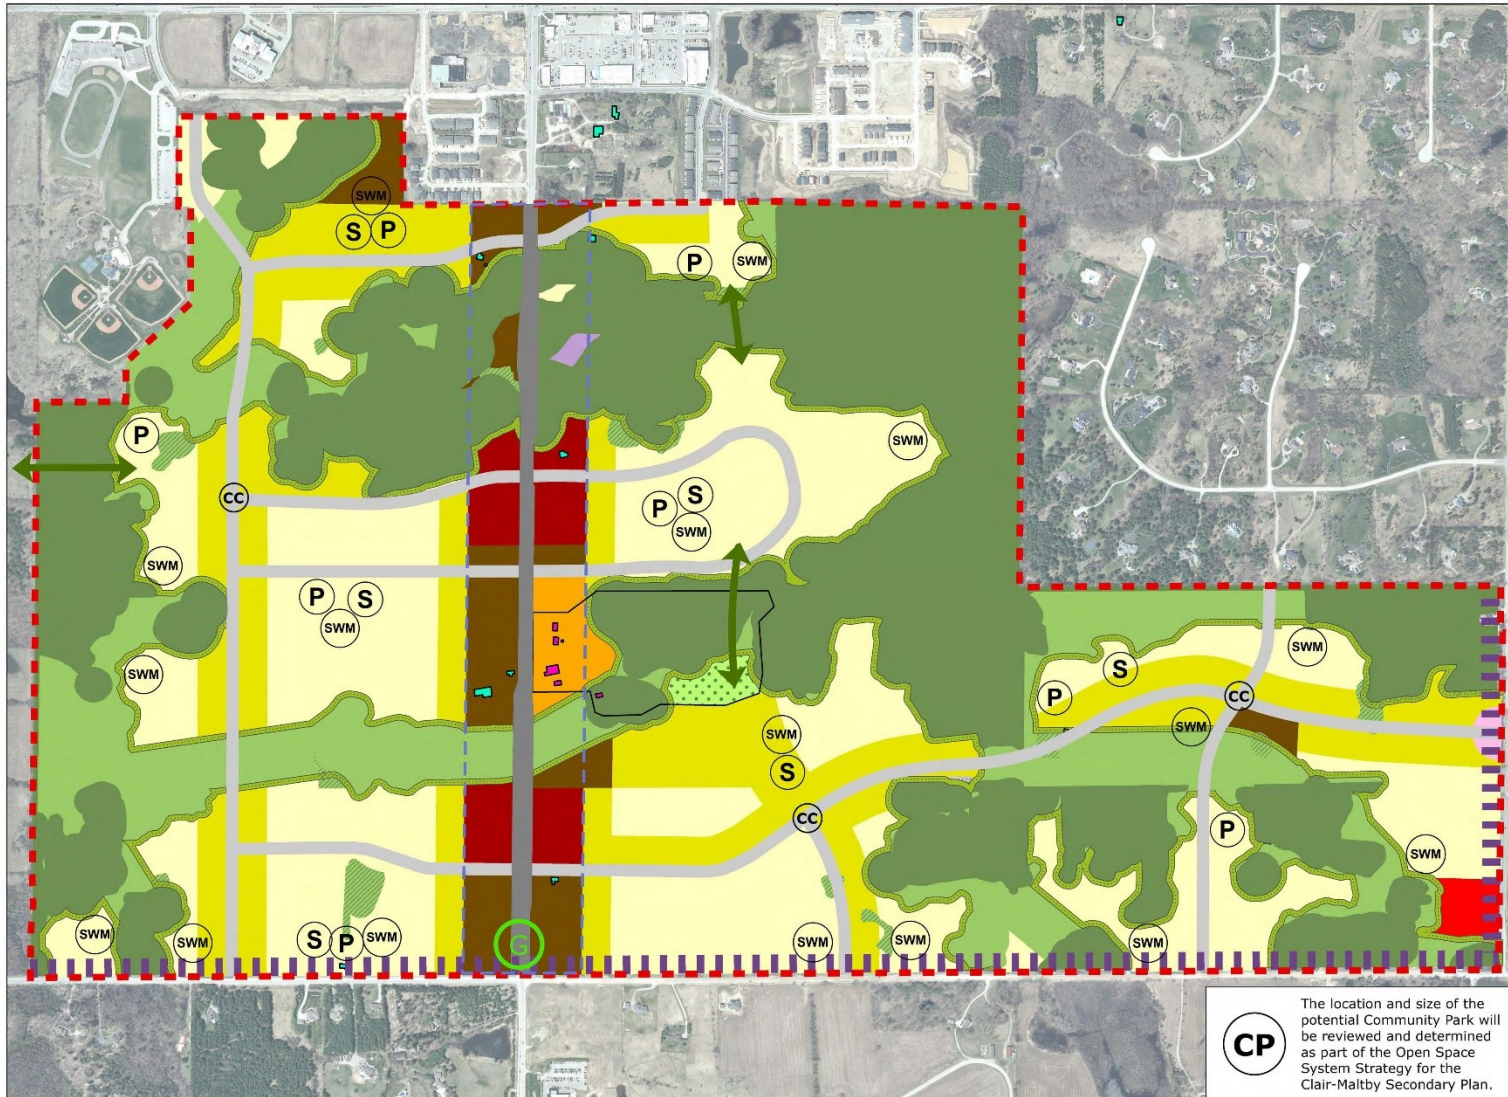 SWM
S P
P SWM
P
SWM
CC
S
P
SWM
SWM
P S
SWM
SWM
SWM
S
P
CC
SWM
SWM
S
CC
P
SWM
SWM
SWM
S P SWM
G
SWM
SWM
SWM
CP
The location and size of the
potential Community Park will
be reviewed and determined
as part of the Open Space
System Strategy for the
Clair-Maltby Secondary Plan.